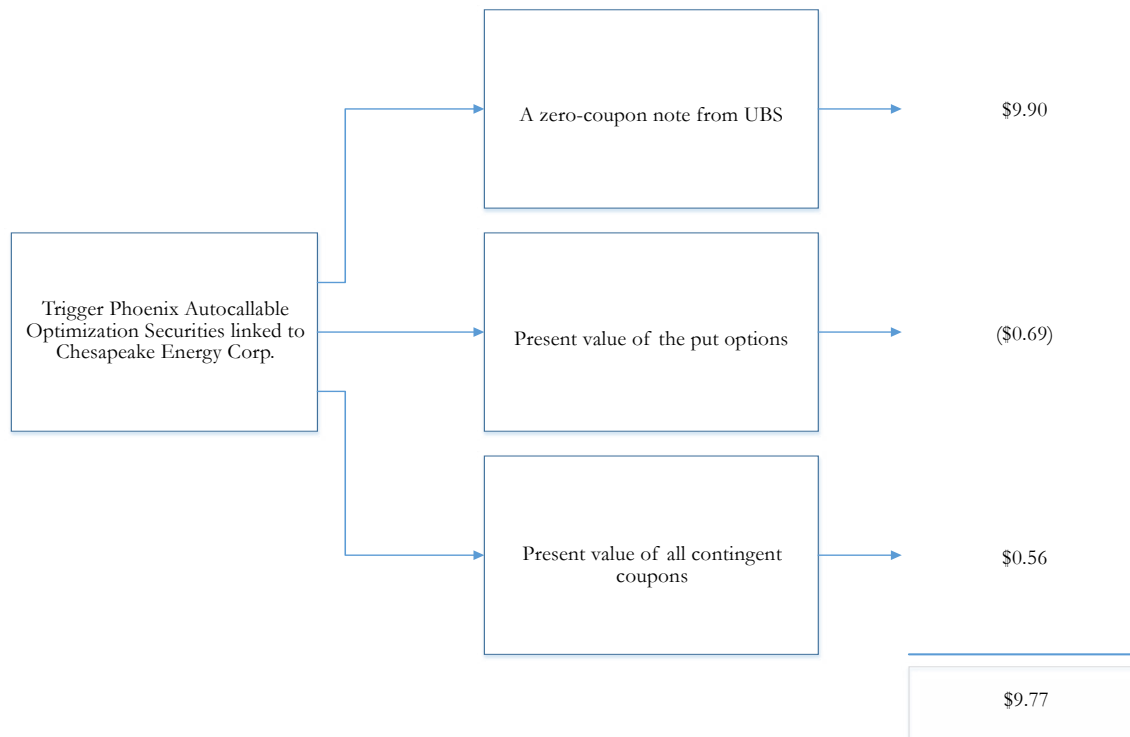 A zero-coupon note from UBS
$9.90
Trigger Phoenix Autocallable
Optimization Securities linked to
Chesapeake Energy Corp.
Present value of the put options
($0.69)
Present value of all contingent
coupons
$0.56
$9.77